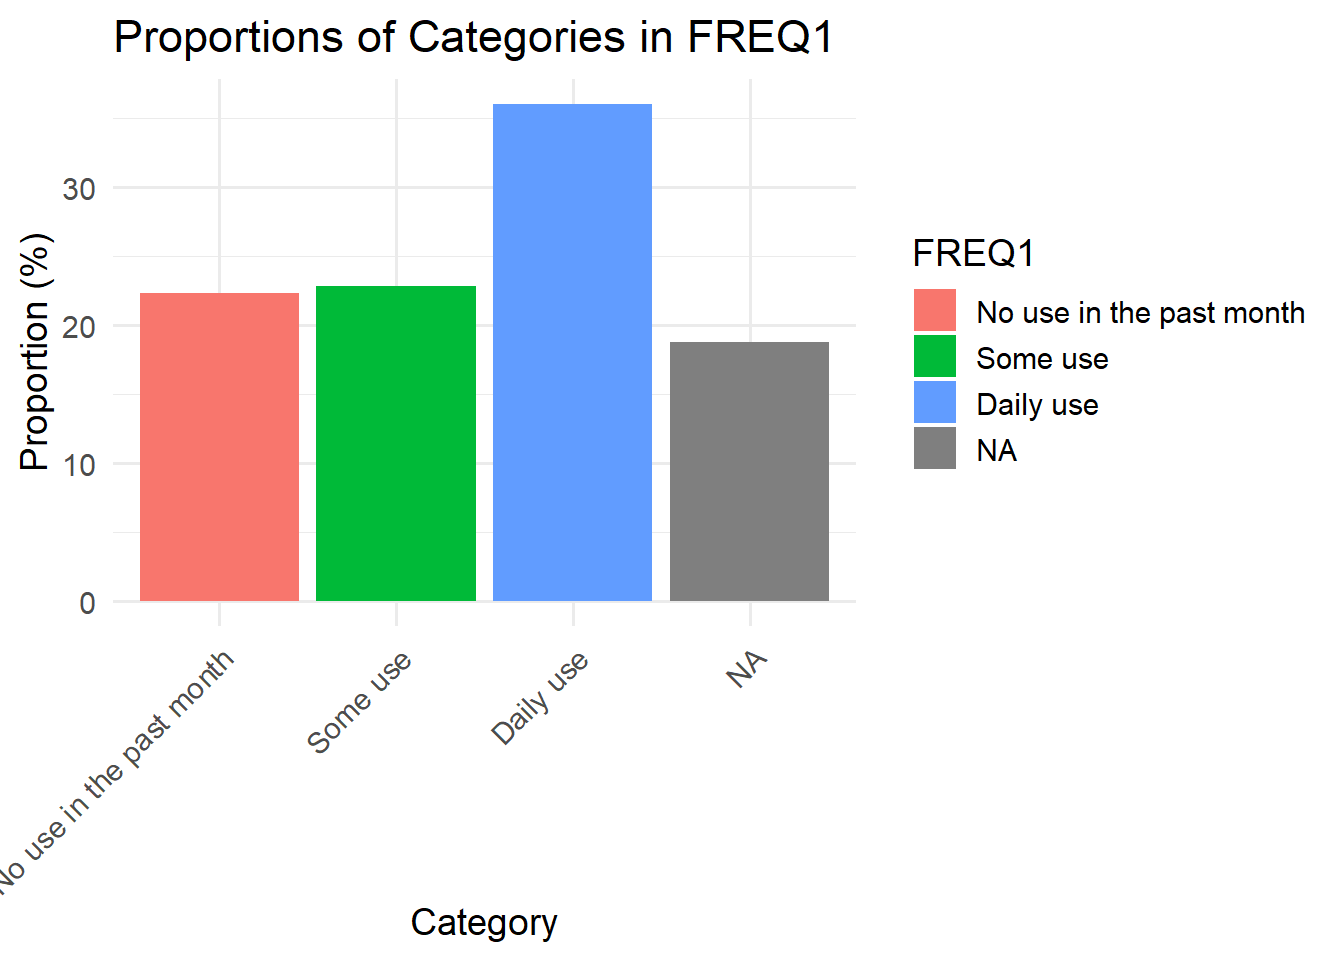 Proportions of Categories in FREQ1
Proportion (%)
30
20
10
0
No use in the past month
Some use
Daily use
NA
Category
FREQ1
No use in the past month
Some use
Daily use
NA